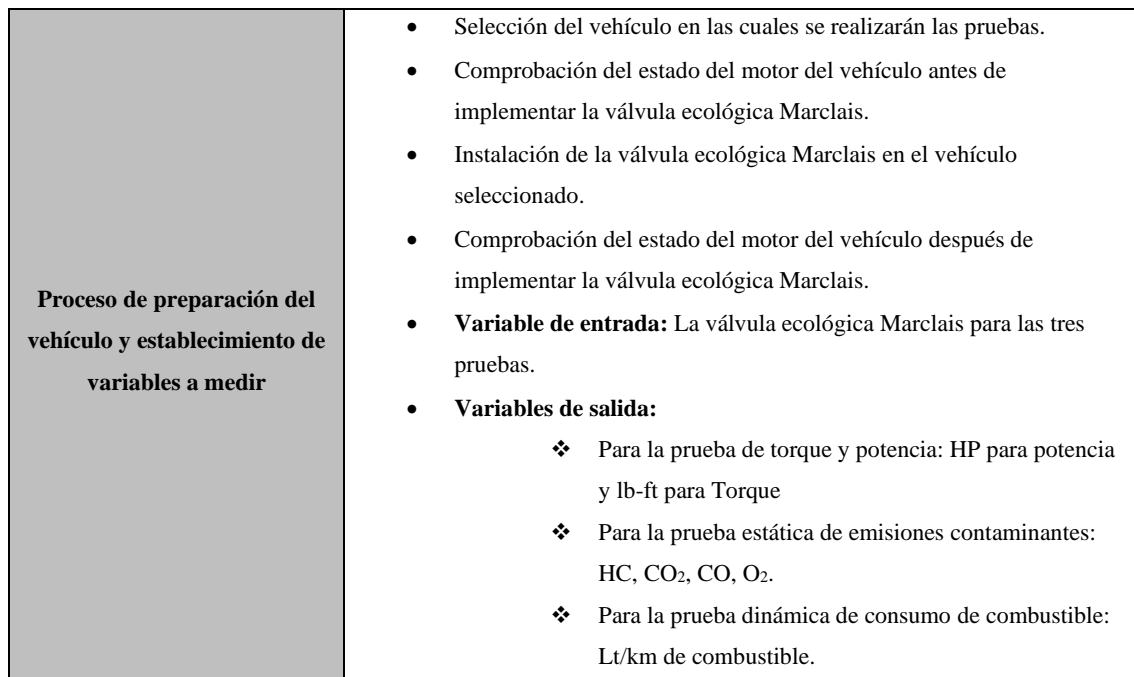 Proceso de preparación del
vehículo y establecimiento de
variables a medir
• Selección del vehículo en las cuales se realizarán las pruebas.
• Comprobación del estado del motor del vehículo antes de
implementar la válvula ecológica Marclais.
• Instalación de la válvula ecológica Marclais en el vehículo
seleccionado.
• Comprobación del estado del motor del vehículo después de
implementar la válvula ecológica Marclais.
• Variable de entrada: La válvula ecológica Marclais para las tres
pruebas.
• Variables de salida:
❖ Para la prueba de torque y potencia: HP para potencia
y lb-ft para Torque
❖ Para la prueba estática de emisiones contaminantes:
HC, CO₂, CO, O₂.
❖ Para la prueba dinámica de consumo de combustible:
Lt/km de combustible.